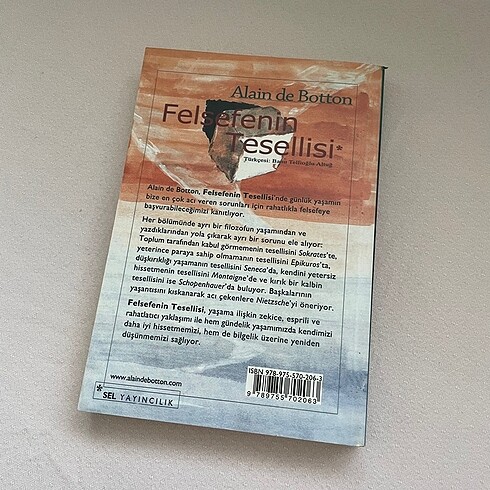 Alain de Botton
Felsefenin
Tesellisi*
Türkçesi: Banu Tellioğlu Altuğ
Alain de Botton, Felsefenin Tesellisi'nde günlük yaşamın
bize en çok acı veren sorunları için rahatlıkla felsefeye
başvurabileceğimizi kanıtlıyor.
Her bölümünde ayrı bir filozofun yaşamından ve
yazdıklarından yola çıkarak ayrı bir sorunu ele alıyor:
Toplum tarafından kabul görmemenin tesellisini Sokrates'te,
yeterince paraya sahip olmamanın tesellisini Epikuros'ta,
düşkırıklığı yaşamanın tesellisini Seneca'da, kendini yetersiz
hissetmenin tesellisini Montaigne'de ve kırık bir kalbin
tesellisini ise Schopenhauer'da buluyor. Başkalarının
yaşantısını kıskanarak acı çekenlere Nietzsche'yi öneriyor.
Felsefenin Tesellisi, yaşama ilişkin zekice, esprili ve
rahatlatıcı yaklaşımı ile hem gündelik yaşamımızda kendimizi
daha iyi hissetmemizi, hem de bilgelik üzerine yeniden
düşünmemizi sağlıyor.
www.alaindebotton.com
ISBN 978-975-570-206-3
9 789755 702063
* SEL YAYINCILIK